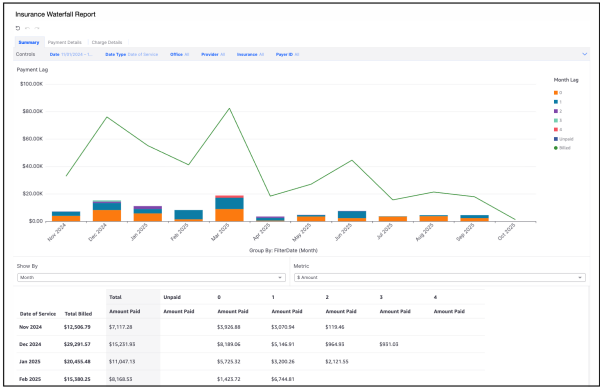 Insurance Waterfall Report
Summary Payment Details Charge Details
Controls Date 11/01/2024 - 1... Date Type Date of Service Office All Provider All Insurance All Payer ID All
Payment Lag
$100.00K
$80.00K
$60.00K
$40.00K
$20.00K
$0.00
Nov 2024 Dec 2024 Jan 2025 Feb 2025 Mar 2025 Apr 2025 May 2025 Jun 2025 Jul 2025 Aug 2025 Sep 2025 Oct 2025
Group By: FilterDate (Month)
Month Lag
0
1
2
3
4
Unpaid
Billed
Show By Metric
Month $ Amount
Total Unpaid 0 1 2 3 4
Date of Service Total Billed Amount Paid Amount Paid Amount Paid Amount Paid Amount Paid Amount Paid Amount Paid
Nov 2024 $12,506.79 $7,117.28 $3,926.88 $3,070.94 $119.46
Dec 2024 $29,291.57 $15,231.93 $8,189.06 $5,146.91 $964.93 $931.03
Jan 2025 $20,455.48 $11,047.13 $5,725.32 $3,200.26 $2,121.55
Feb 2025 $15,580.25 $8,168.53 $1,423.72 $6,744.81